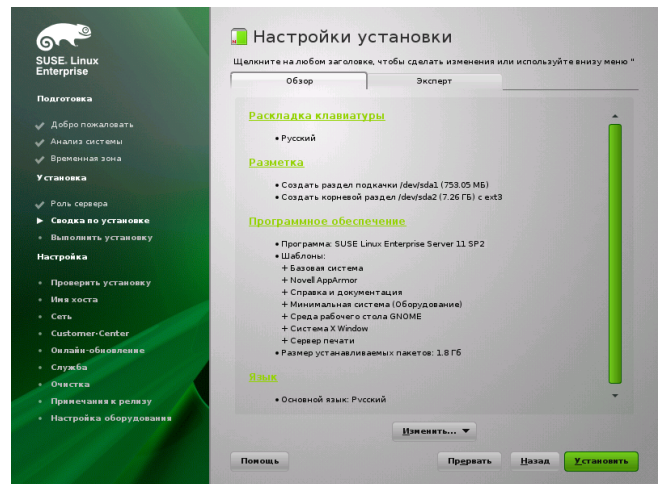 SUSE. Linux
Enterprise
Подготовка
Добро пожаловать
Анализ системы
Временная зона
Установка
Роль сервера
Сводка по установке
Выполнить установку
Настройка
Проверить установку
Имя хоста
Сеть
Customer-Center
Онлайн-обновление
Служба
Очистка
Примечания к релизу
Настройка оборудования
Настройки установки
Щелкните на любом заголовке, чтобы сделать изменения или используйте внизу меню "
Обзор
Эксперт
Раскладка клавиатуры
• Русский
Разметка
• Создать раздел подкачки /dev/sda1 (753.05 МБ)
• Создать корневой раздел /dev/sda2 (7.26 ГБ) с ext3
Программное обеспечение
• Программа: SUSE Linux Enterprise Server 11 SP2
• Шаблоны:
+ Базовая система
+ Novell AppArmor
+ Справка и документация
+ Минимальная система (Оборудование)
+ Среда рабочего стола GNOME
+ Система X Window
+ Сервер печати
• Размер устанавливаемых пакетов: 1.8 Гб
Язык
• Основной язык: Русский
Изменить...
Помощь
Прервать
Назад
Установить